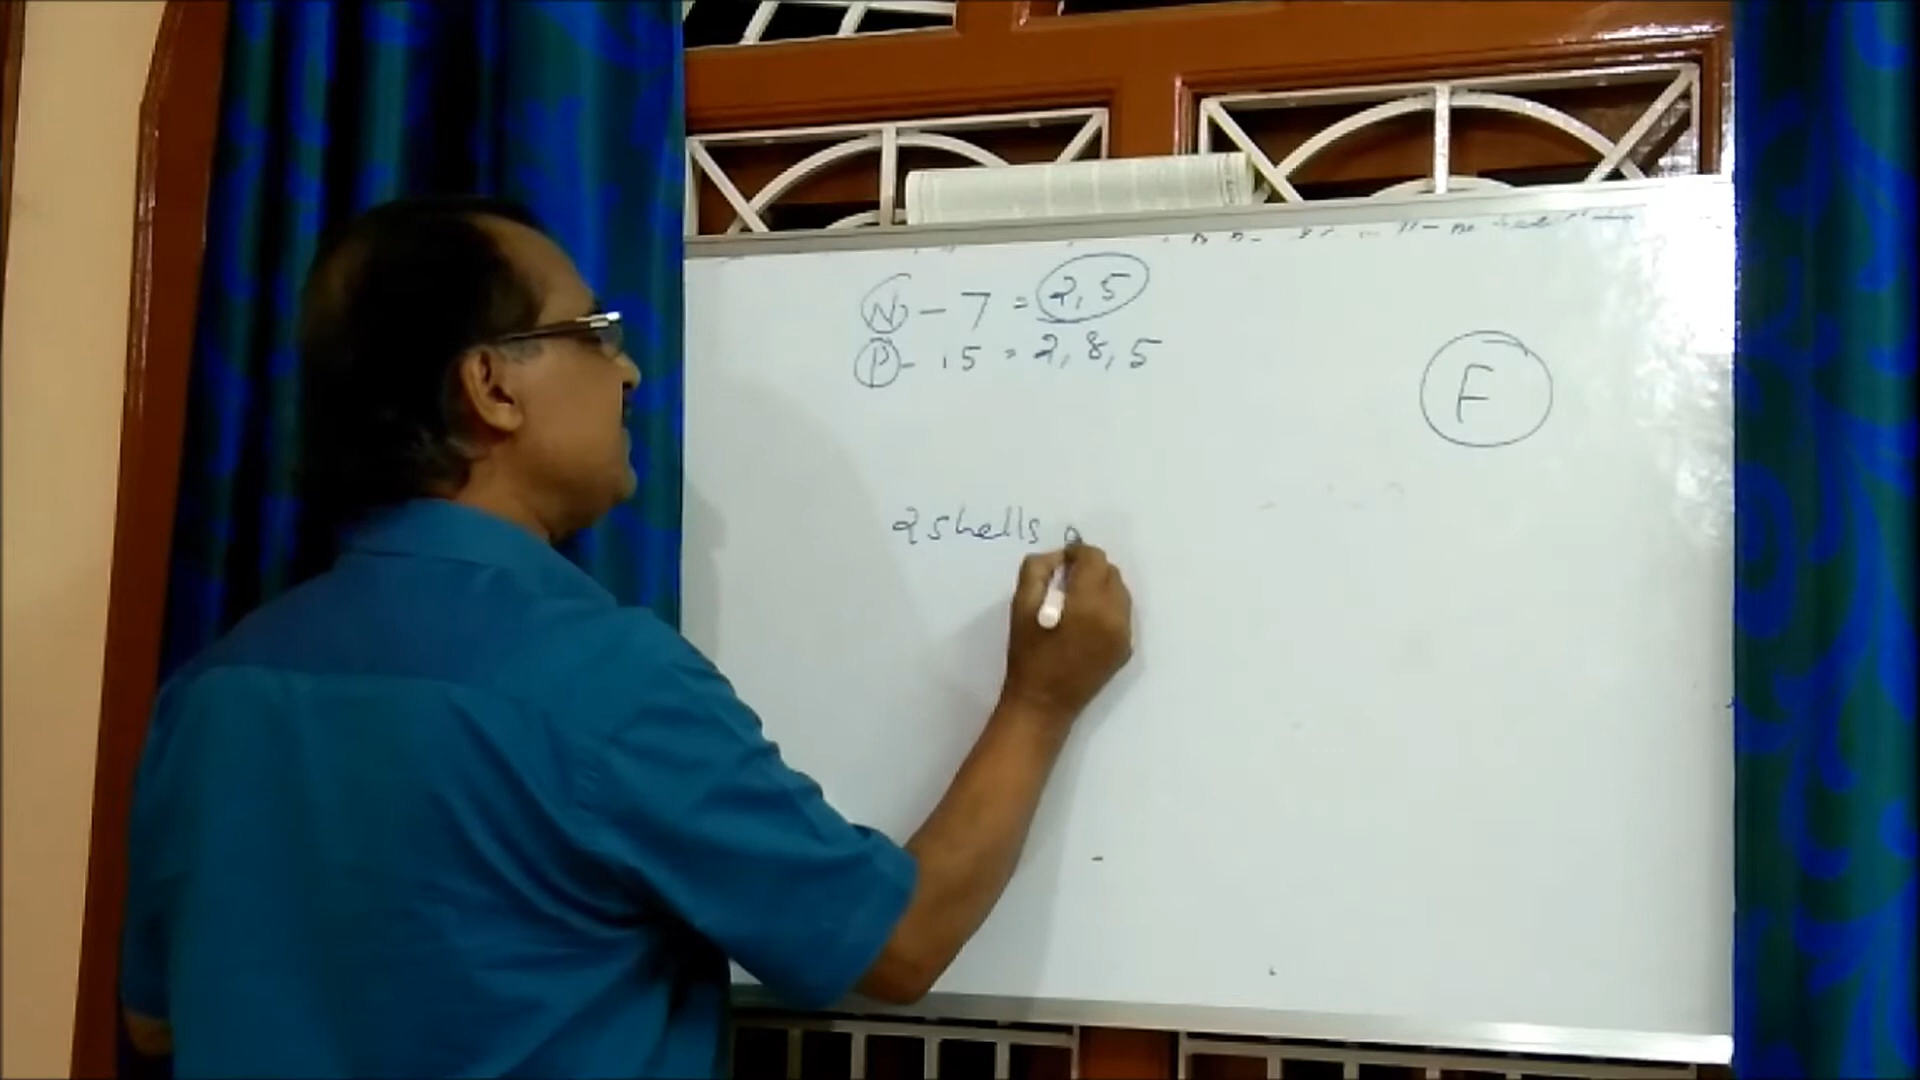 N - 7 = 2, 5
P - 15 = 2, 8, 5
F
2 shells